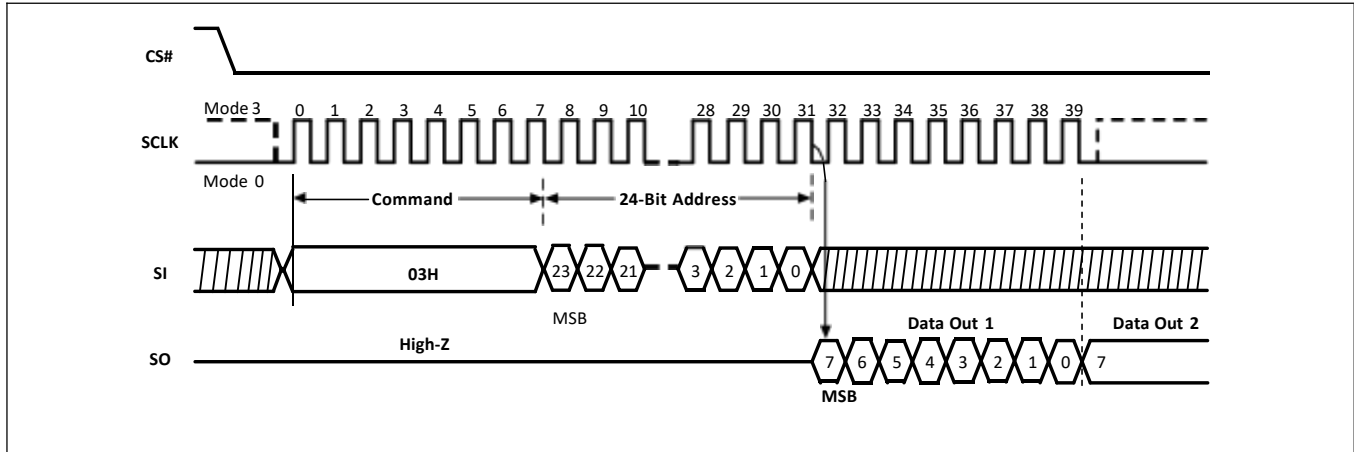 CS#
Mode 3 0 1 2 3 4 5 6 7 8 9 10 28 29 30 31 32 33 34 35 36 37 38 39
SCLK
Mode 0
Command 24-Bit Address
SI 03H 23 22 21 3 2 1 0
MSB
High-Z Data Out 1 Data Out 2
SO 7 6 5 4 3 2 1 0 7
MSB